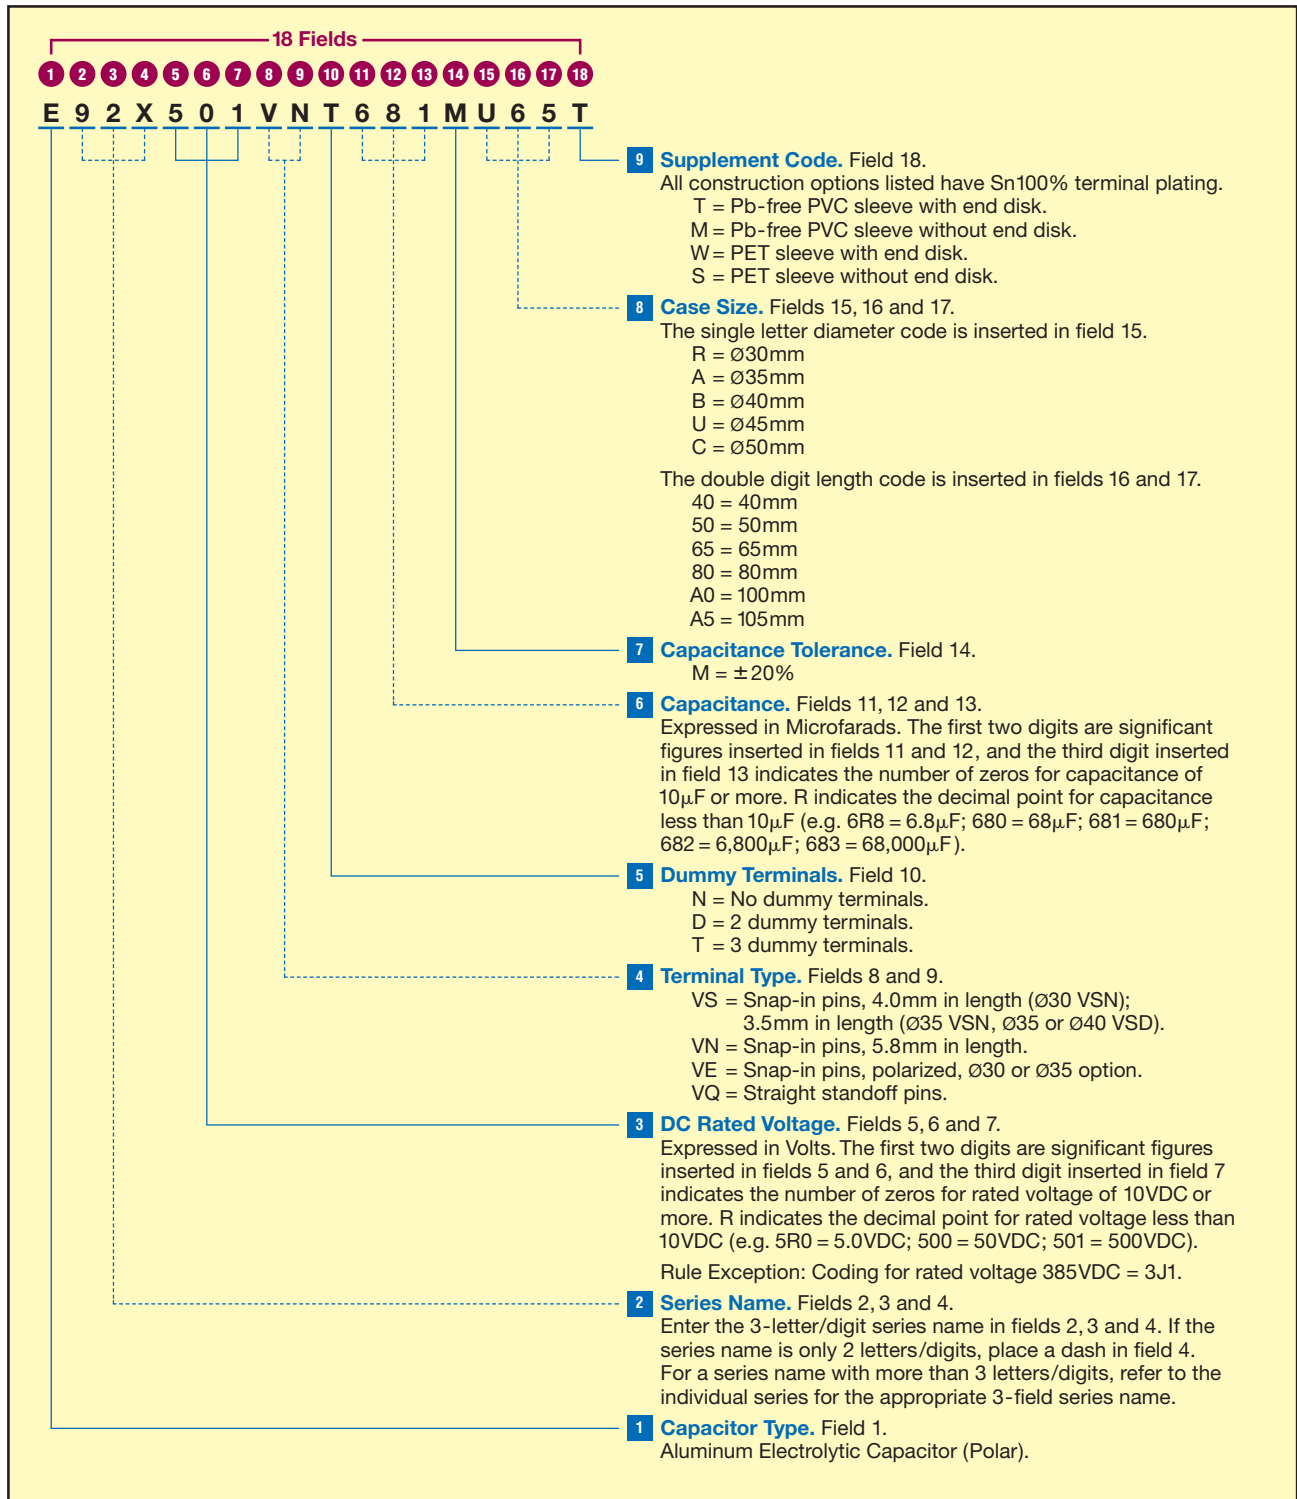 18 Fields
1 2 3 4 5 6 7 8 9 10 11 12 13 14 15 16 17 18
E 9 2 X 5 0 1 V N T 6 8 1 M U 6 5 T
9 Supplement Code. Field 18.
All construction options listed have Sn100% terminal plating.
T = Pb-free PVC sleeve with end disk.
M = Pb-free PVC sleeve without end disk.
W = PET sleeve with end disk.
S = PET sleeve without end disk.
8 Case Size. Fields 15, 16 and 17.
The single letter diameter code is inserted in field 15.
R = Ø30mm
A = Ø35mm
B = Ø40mm
U = Ø45mm
C = Ø50mm
The double digit length code is inserted in fields 16 and 17.
40 = 40mm
50 = 50mm
65 = 65mm
80 = 80mm
A0 = 100mm
A5 = 105mm
7 Capacitance Tolerance. Field 14.
M = ±20%
6 Capacitance. Fields 11, 12 and 13.
Expressed in Microfarads. The first two digits are significant
figures inserted in fields 11 and 12, and the third digit inserted
in field 13 indicates the number of zeros for capacitance of
10µF or more. R indicates the decimal point for capacitance
less than 10µF (e.g. 6R8 = 6.8µF; 680 = 68µF; 681 = 680µF;
682 = 6,800µF; 683 = 68,000µF).
5 Dummy Terminals. Field 10.
N = No dummy terminals.
D = 2 dummy terminals.
T = 3 dummy terminals.
4 Terminal Type. Fields 8 and 9.
VS = Snap-in pins, 4.0mm in length (Ø30 VSN);
3.5mm in length (Ø35 VSN, Ø35 or Ø40 VSD).
VN = Snap-in pins, 5.8mm in length.
VE = Snap-in pins, polarized, Ø30 or Ø35 option.
VQ = Straight standoff pins.
3 DC Rated Voltage. Fields 5, 6 and 7.
Expressed in Volts. The first two digits are significant figures
inserted in fields 5 and 6, and the third digit inserted in field 7
indicates the number of zeros for rated voltage of 10VDC or
more. R indicates the decimal point for rated voltage less than
10VDC (e.g. 5R0 = 5.0VDC; 500 = 50VDC; 501 = 500VDC).
Rule Exception: Coding for rated voltage 385VDC = 3J1.
2 Series Name. Fields 2, 3 and 4.
Enter the 3-letter/digit series name in fields 2, 3 and 4. If the
series name is only 2 letters/digits, place a dash in field 4.
For a series name with more than 3 letters/digits, refer to the
individual series for the appropriate 3-field series name.
1 Capacitor Type. Field 1.
Aluminum Electrolytic Capacitor (Polar).